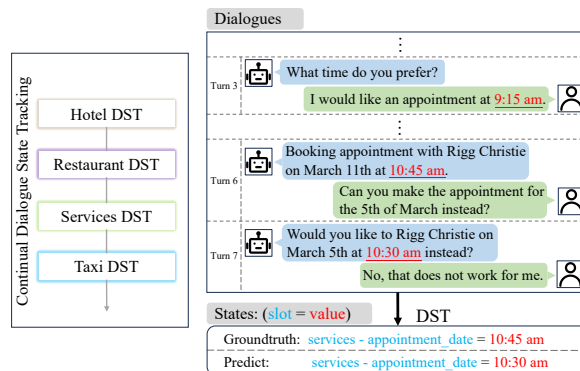 Continual Dialogue State Tracking
Hotel DST
Restaurant DST
Services DST
Taxi DST
Dialogues
Turn 3
What time do you prefer?
I would like an appointment at 9:15 am.
Turn 6
Booking appointment with Rigg Christie
on March 11th at 10:45 am.
Can you make the appointment for
the 5th of March instead?
Turn 7
Would you like to Rigg Christie on
March 5th at 10:30 am instead?
No, that does not work for me.
States: (slot = value)
DST
Groundtruth: services - appointment_date = 10:45 am
Predict: services - appointment_date = 10:30 am